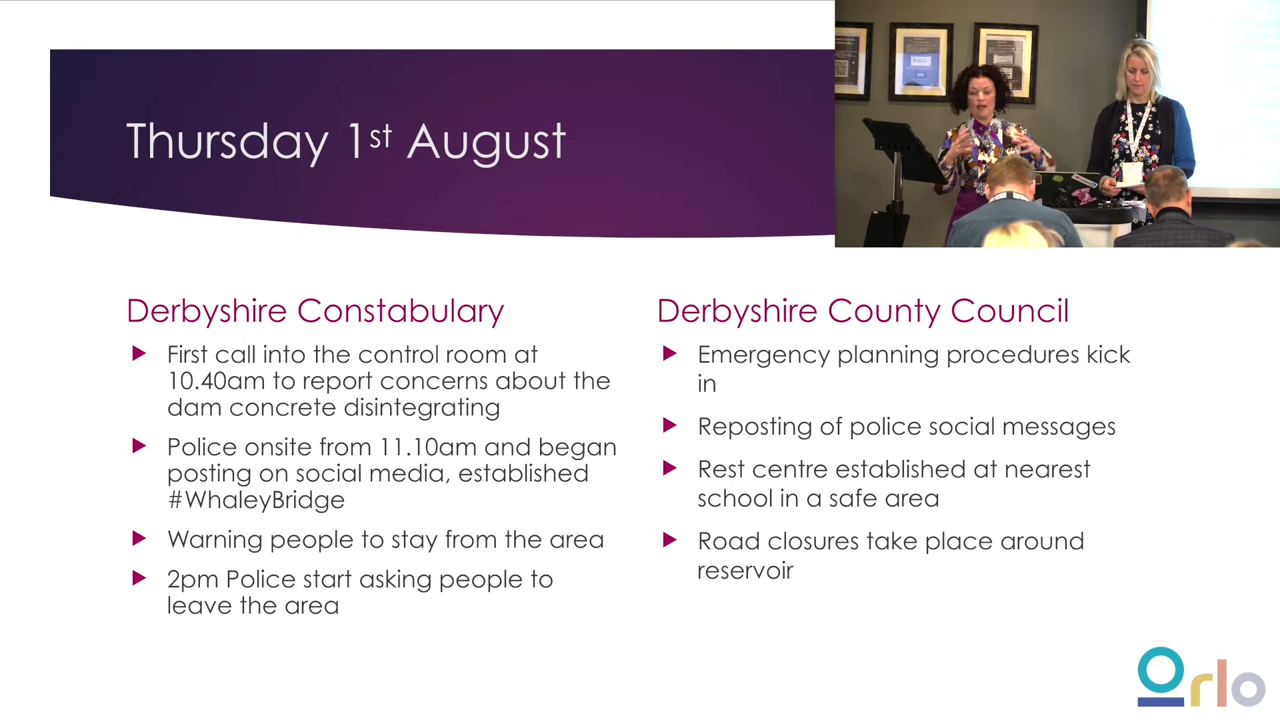 Thursday 1st August
Derbyshire Constabulary
First call into the control room at
10.40am to report concerns about the
dam concrete disintegrating
Police onsite from 11.10am and began
posting on social media, established
#WhaleyBridge
Warning people to stay from the area
2pm Police start asking people to
leave the area
Derbyshire County Council
Emergency planning procedures kick
in
Reposting of police social messages
Rest centre established at nearest
school in a safe area
Road closures take place around
reservoir
Orlo